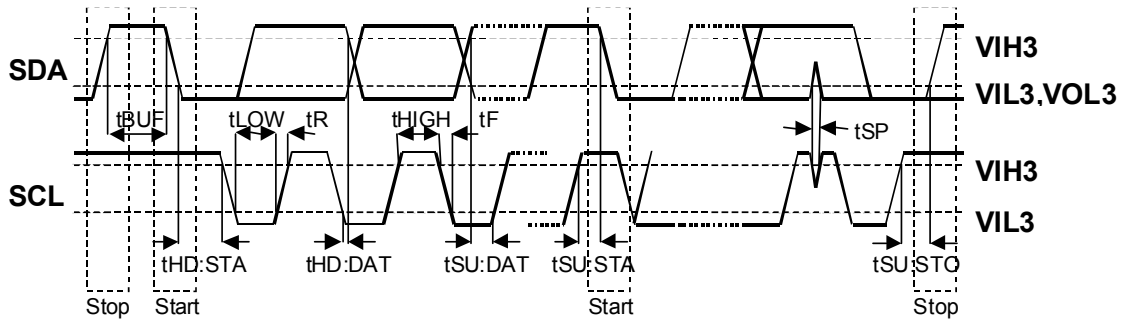 SDA
VIH3
VIL3,VOL3
tBUF
tLOW
tR
tHIGH
tF
tSP
SCL
VIH3
VIL3
tHD:STA
tHD:DAT
tSU:DAT
tSU:STA
tSU:STO
Stop
Start
Start
Stop